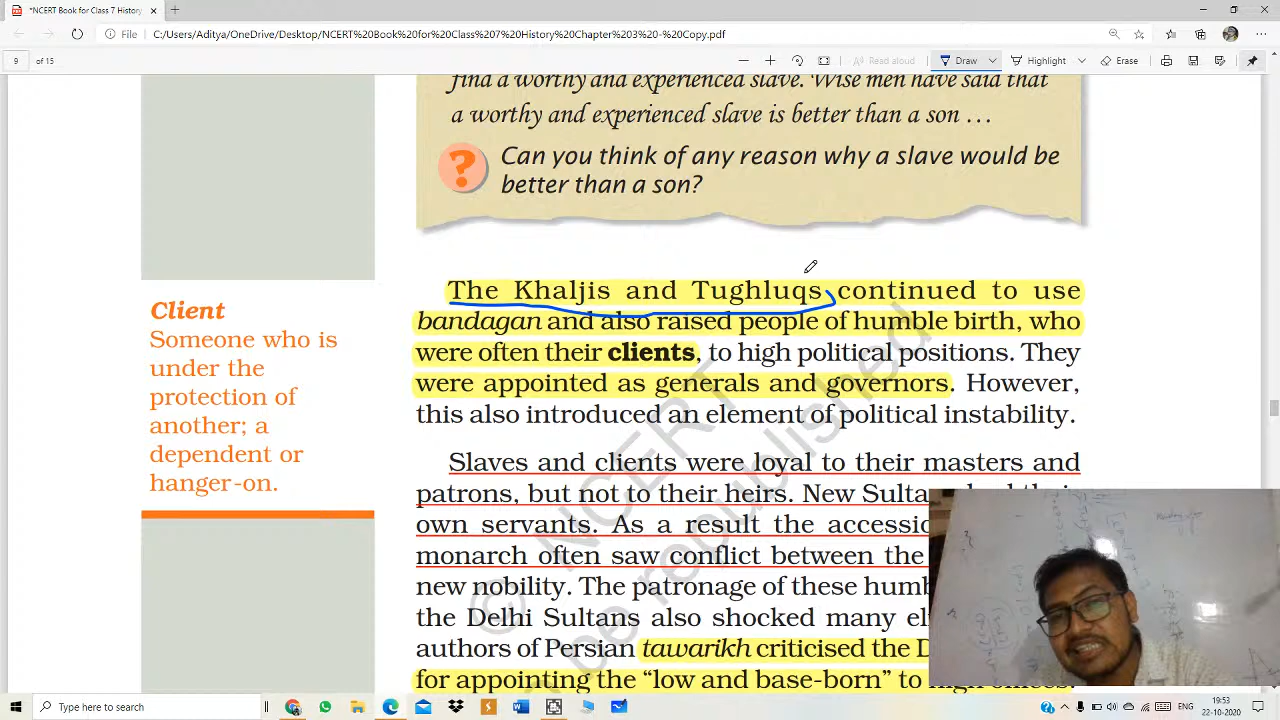 *NCERT Book for Class 7 History
File
C:/Users/Aditya/OneDrive/Desktop/NCERT%20Book%20for%20Class%207%20History%20Chapter%203%20-%20Copy.pdf
9 of 15
Read aloud
Draw
Highlight
Erase
find a worthy and experienced slave. Wise men have said that
a worthy and experienced slave is better than a son …
? Can you think of any reason why a slave would be
better than a son?
The Khaljis and Tughluqs continued to use
bandagan and also raised people of humble birth, who
were often their clients, to high political positions. They
were appointed as generals and governors. However,
this also introduced an element of political instability.
Slaves and clients were loyal to their masters and
patrons, but not to their heirs. New
own servants. As a result the
monarch often saw conflict between the
new nobility. The patronage of these
the Delhi Sultans also shocked many
authors of Persian tawarikh criticised the
for appointing the “low and base-born” to
Client
Someone who is
under the
protection of
another; a
dependent or
hanger-on.
© NCERT
be republished
Type here to search
19:53
22-10-2020